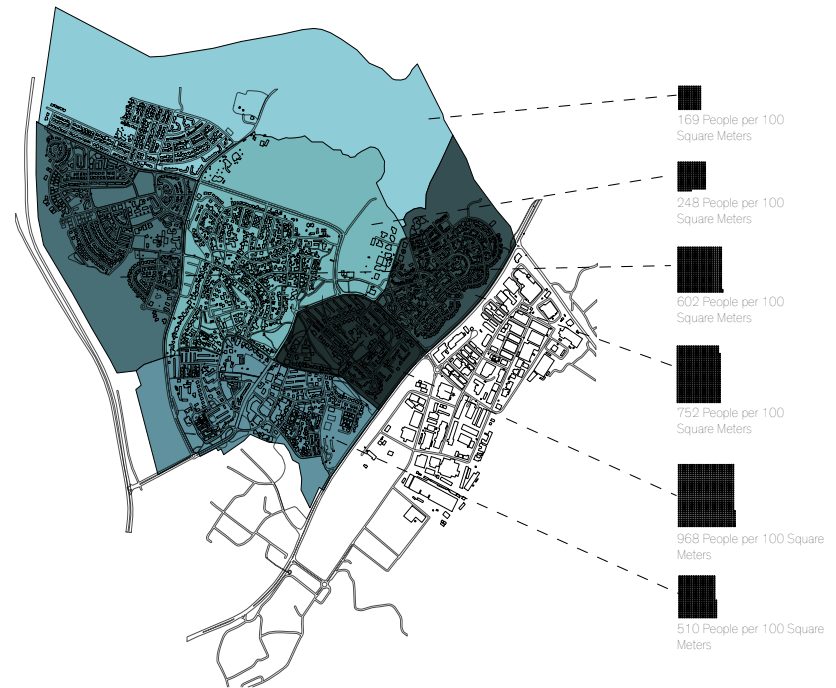 169 People per 100
Square Meters
248 People per 100
Square Meters
602 People per 100
Square Meters
752 People per 100
Square Meters
968 People per 100 Square
Meters
510 People per 100 Square
Meters